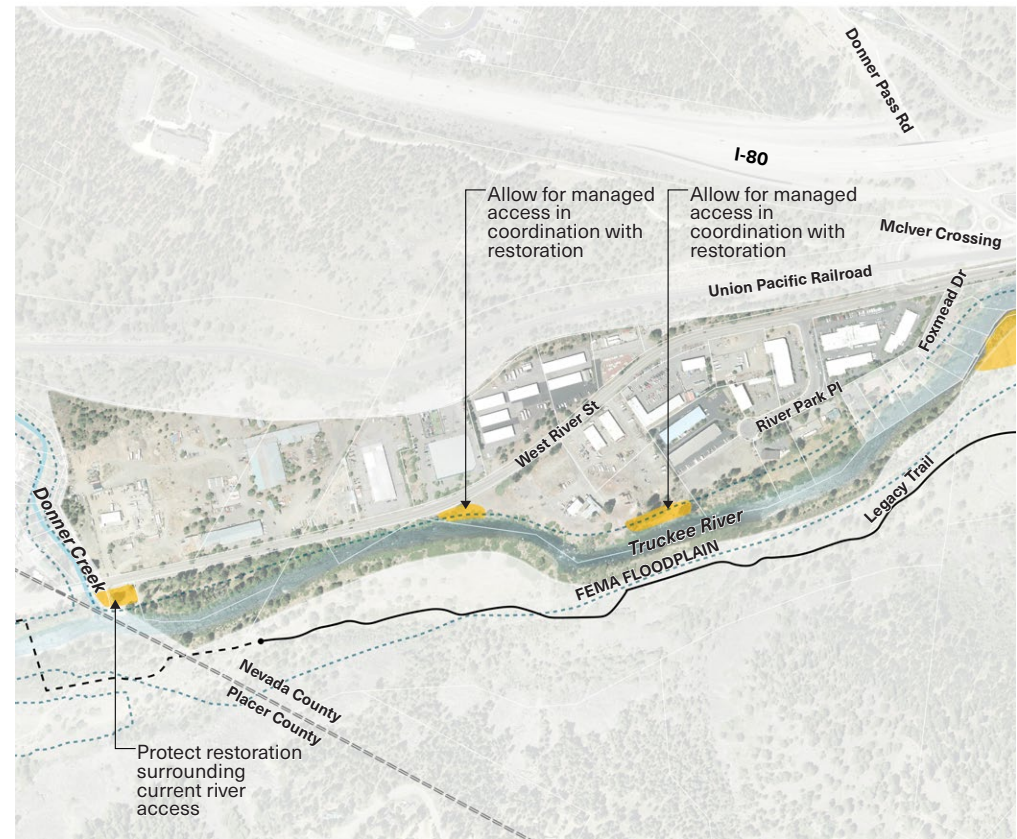 Donner Pass Rd
I-80
Allow for managed
access in
coordination with
restoration
Allow for managed
access in
coordination with
restoration
McIver Crossing
Union Pacific Railroad
Foxmead Dr
River Park Pl
West River St
Legacy Trail
Donner Creek
Truckee River
FEMA FLOODPLAIN
Nevada County
Placer County
Protect restoration
surrounding
current river
access